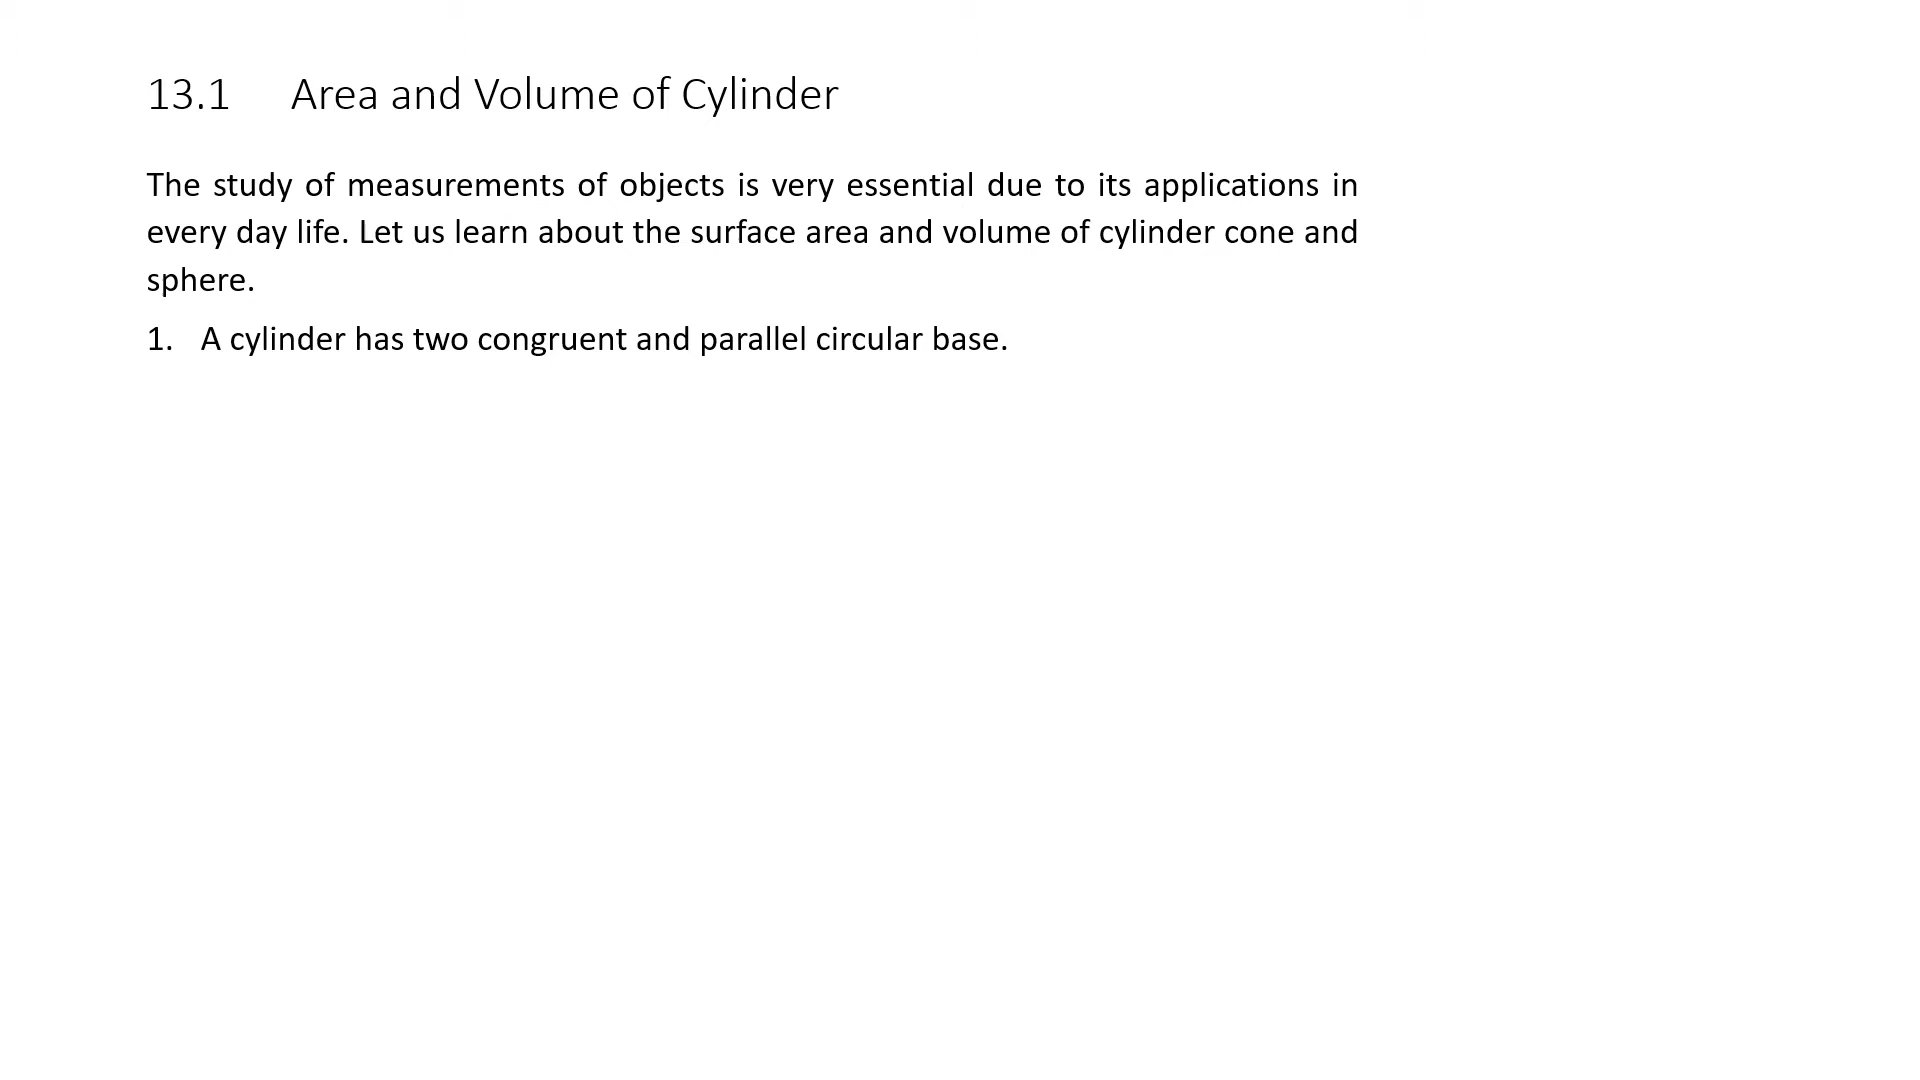 13.1 Area and Volume of Cylinder
The study of measurements of objects is very essential due to its applications in
every day life. Let us learn about the surface area and volume of cylinder cone and
sphere.
1. A cylinder has two congruent and parallel circular base.